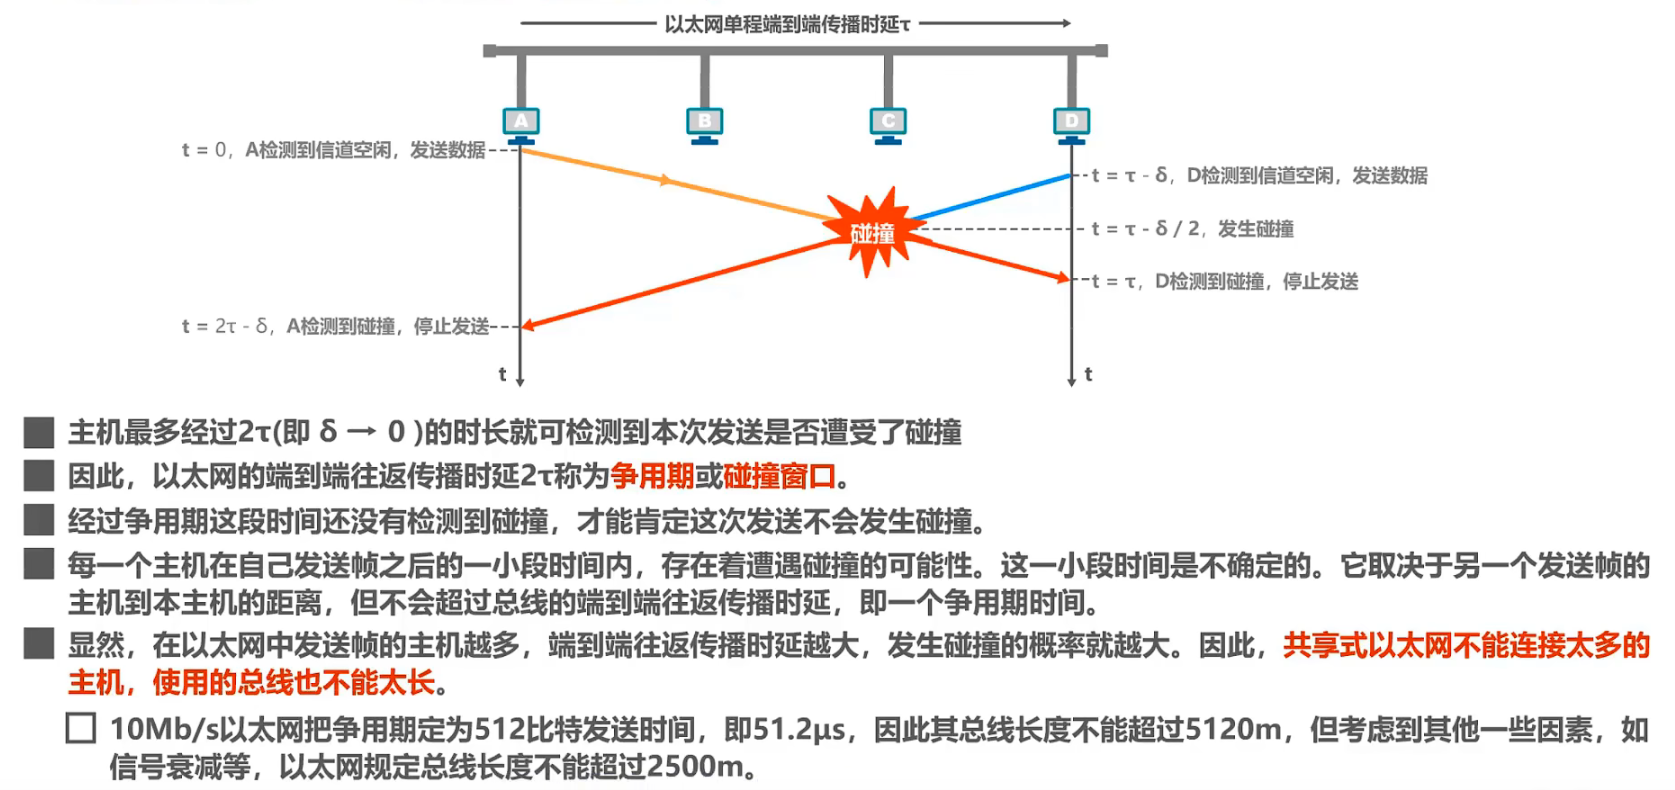 以太网单程端到端传播时延τ
A
B
C
D
t = 0，A检测到信道空闲，发送数据
t = τ - δ，D检测到信道空闲，发送数据
碰撞
t = τ - δ / 2，发生碰撞
t = τ，D检测到碰撞，停止发送
t = 2τ - δ，A检测到碰撞，停止发送
t
t
主机最多经过2τ(即 δ → 0 )的时长就可检测到本次发送是否遭受了碰撞
因此，以太网的端到端往返传播时延2τ称为争用期或碰撞窗口。
经过争用期这段时间还没有检测到碰撞，才能肯定这次发送不会发生碰撞。
每一个主机在自己发送帧之后的一小段时间内，存在着遭遇碰撞的可能性。这一小段时间是不确定的。它取决于另一个发送帧的
主机到本主机的距离，但不会超过总线的端到端往返传播时延，即一个争用期时间。
显然，在以太网中发送帧的主机越多，端到端往返传播时延越大，发生碰撞的概率就越大。因此，共享式以太网不能连接太多的
主机，使用的总线也不能太长。
10Mb/s以太网把争用期定为512比特发送时间，即51.2μs，因此其总线长度不能超过5120m，但考虑到其他一些因素，如
信号衰减等，以太网规定总线长度不能超过2500m。